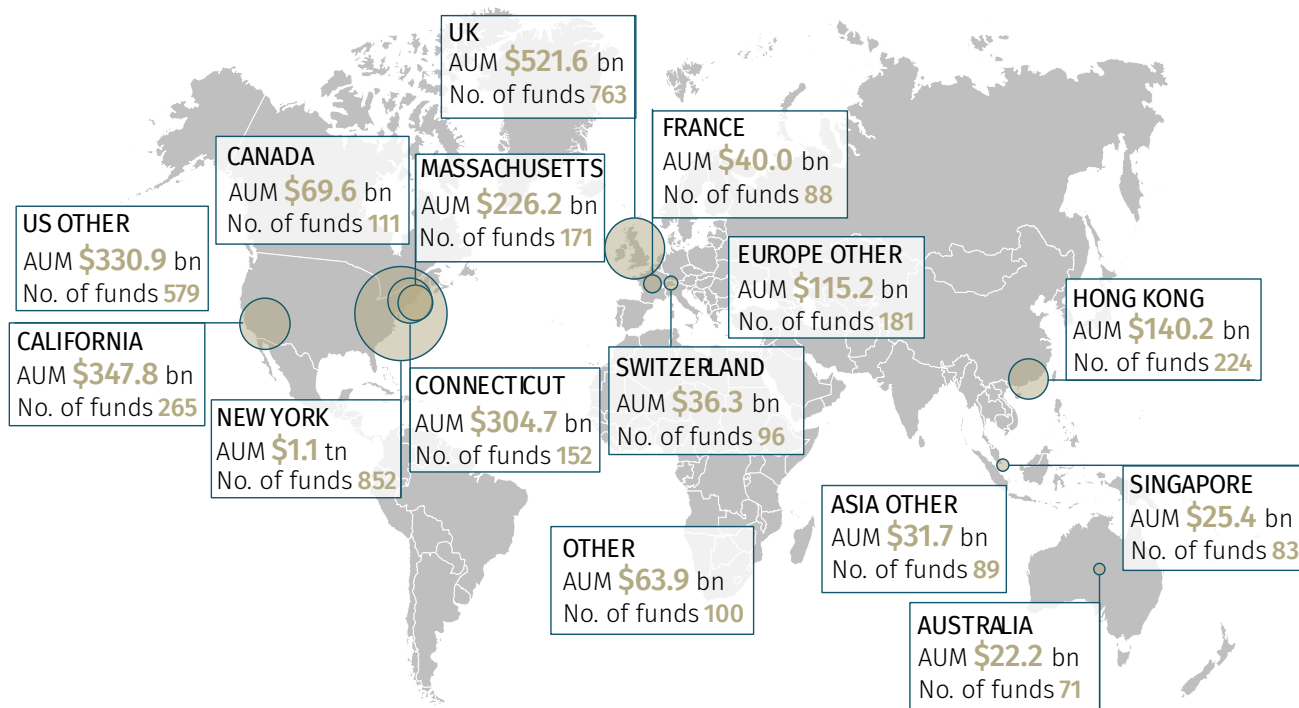 UK
AUM $521.6 bn
No. of funds 763
FRANCE
AUM $40.0 bn
No. of funds 88
CANADA
AUM $69.6 bn
No. of funds 111
MASSACHUSETTS
AUM $226.2 bn
No. of funds 171
US OTHER
AUM $330.9 bn
No. of funds 579
EUROPE OTHER
AUM $115.2 bn
No. of funds 181
HONG KONG
AUM $140.2 bn
No. of funds 224
CALIFORNIA
AUM $347.8 bn
No. of funds 265
NEW YORK
AUM $1.1 tn
No. of funds 852
CONNECTICUT
AUM $304.7 bn
No. of funds 152
SWITZERLAND
AUM $36.3 bn
No. of funds 96
OTHER
AUM $63.9 bn
No. of funds 100
ASIA OTHER
AUM $31.7 bn
No. of funds 89
SINGAPORE
AUM $25.4 bn
No. of funds 83
AUSTRALIA
AUM $22.2 bn
No. of funds 71